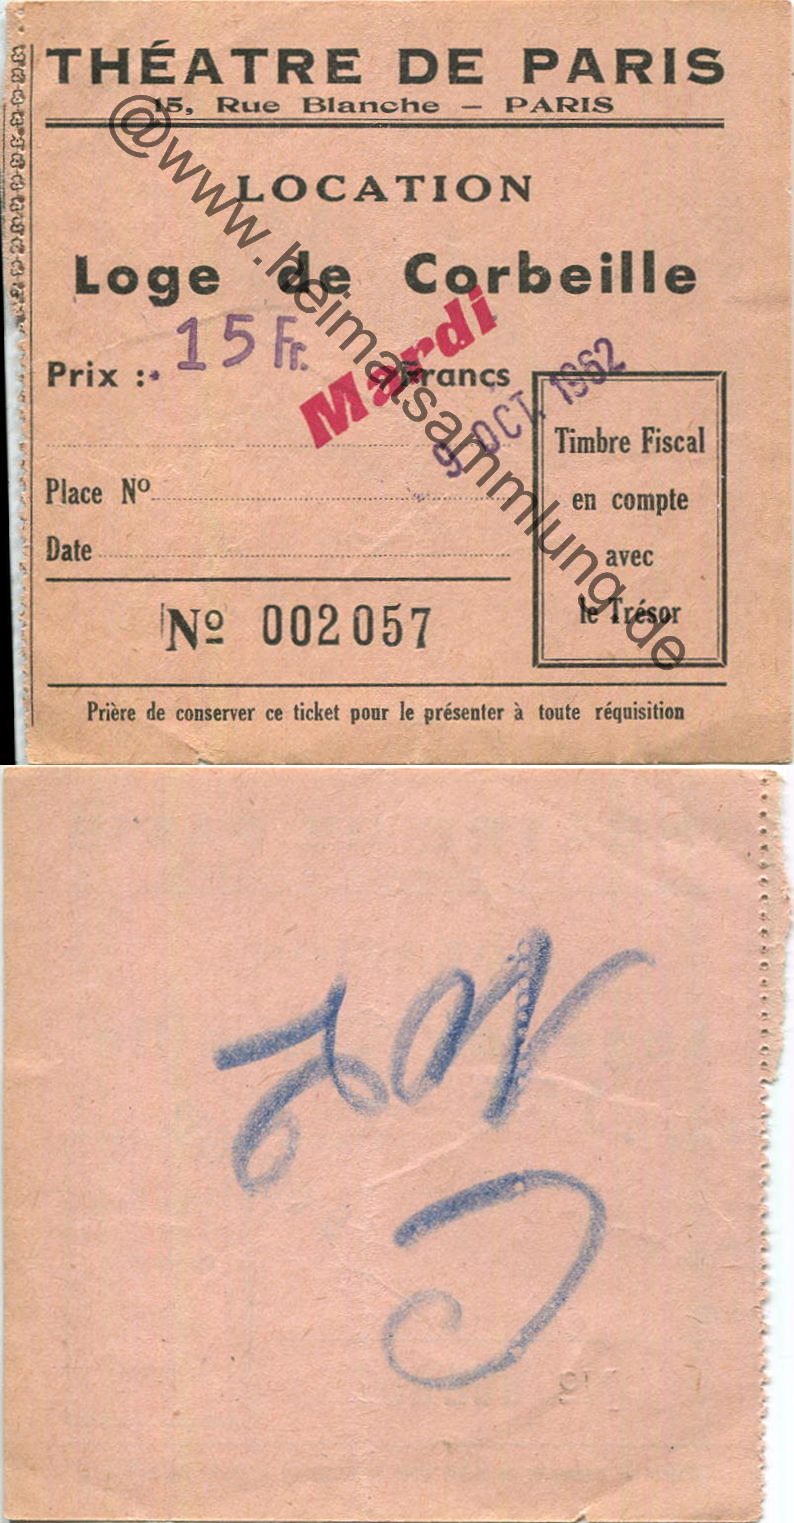 THÉATRE DE PARIS
15, Rue Blanche — PARIS
LOCATION
Loge de Corbeille
Prix : 15 Fr. Francs
Mardi
9 OCT. 1962
Place Nº
Date
Nº 002057
Timbre Fiscal
en compte
avec
le Trésor
Prière de conserver ce ticket pour le présenter à toute réquisition
@www.heimatsammlung.de